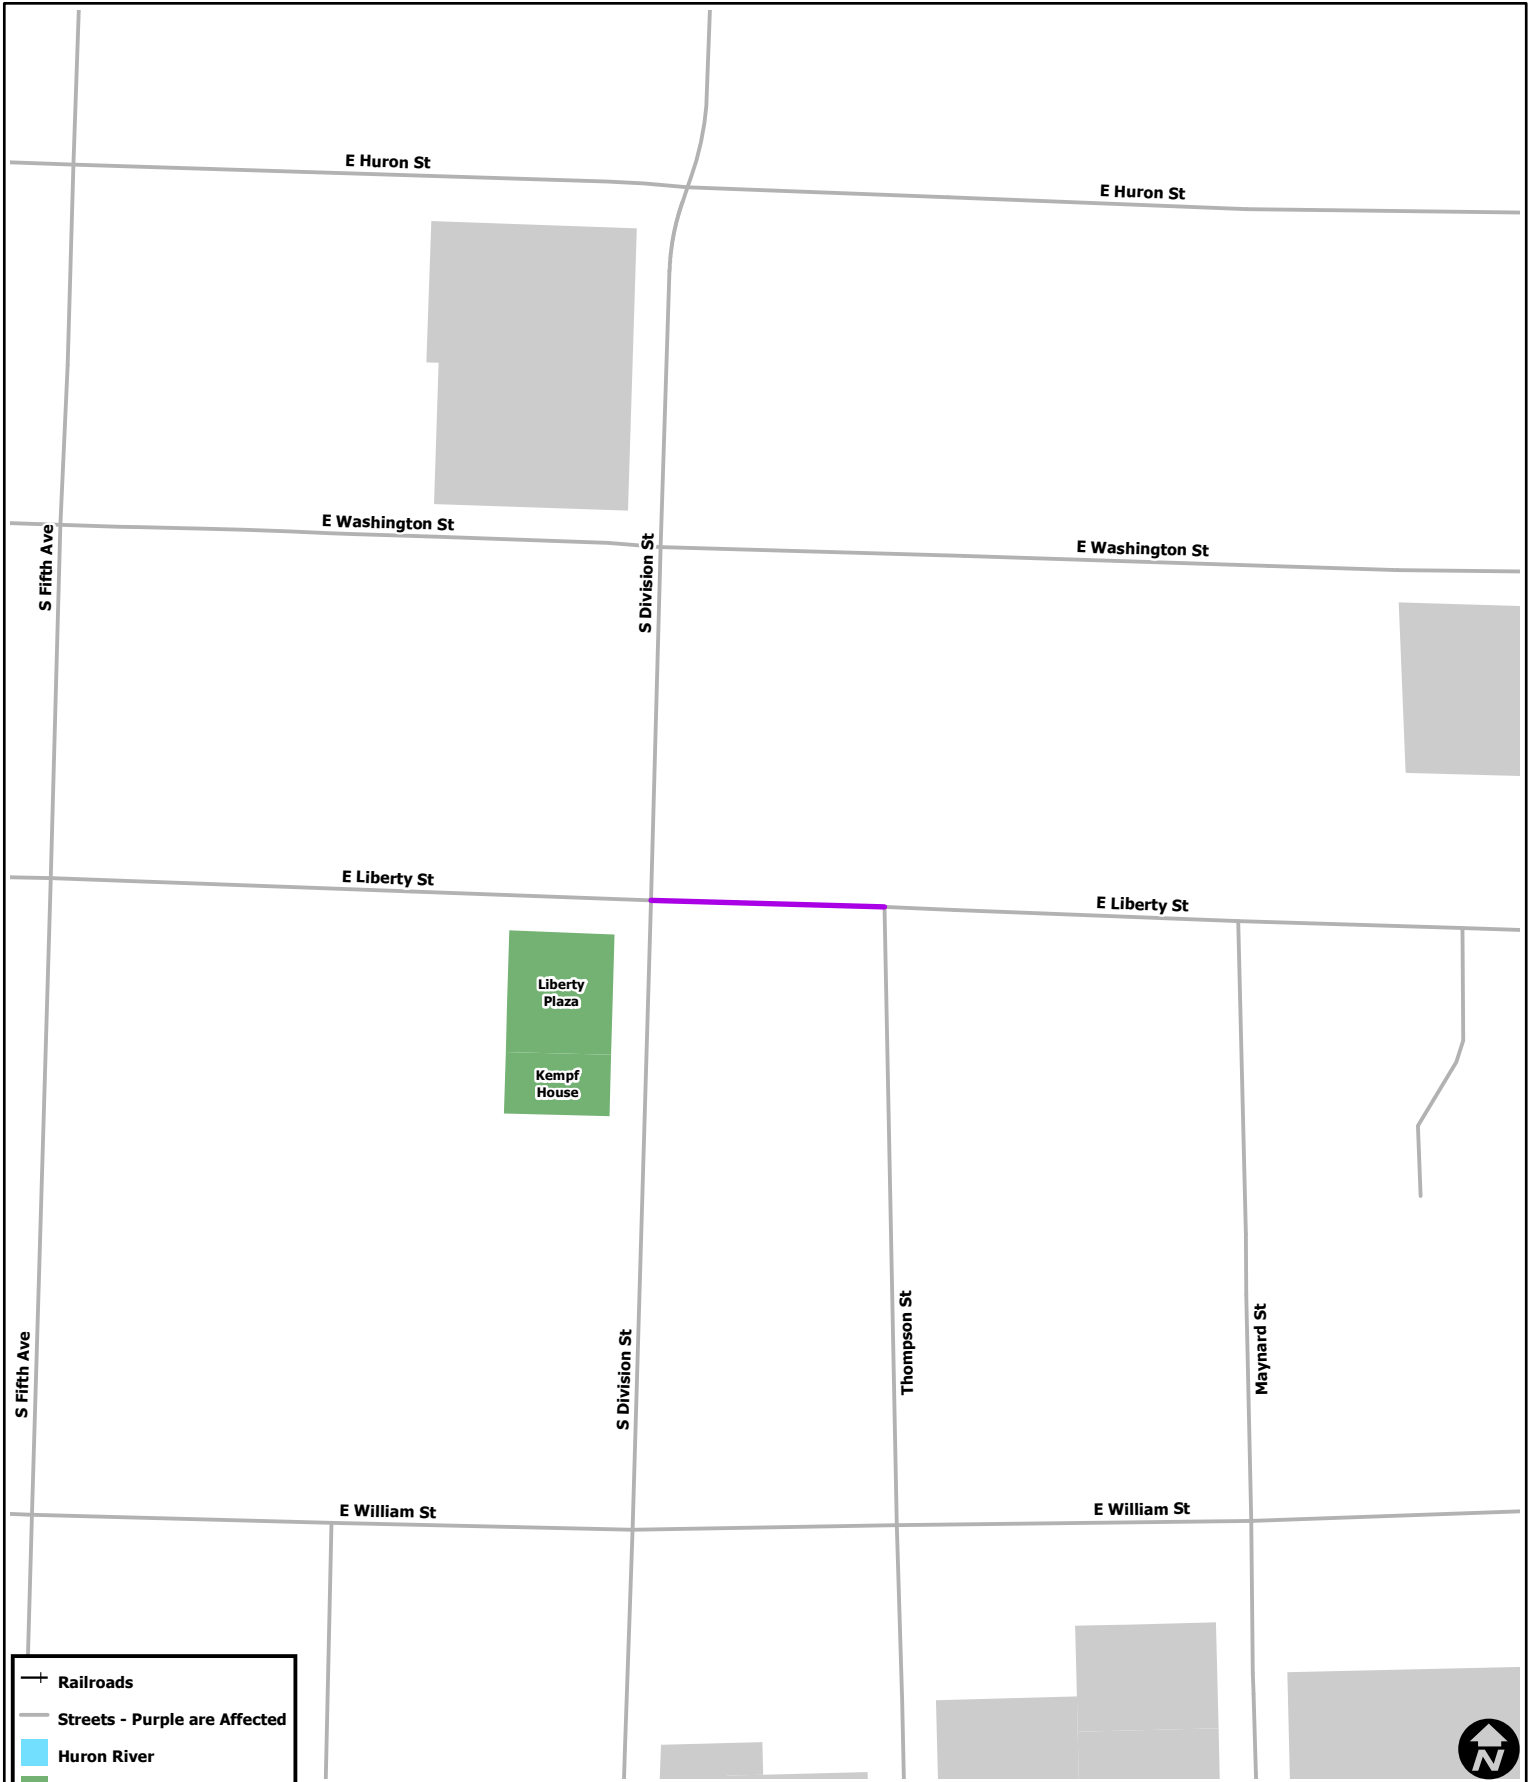 E Huron St
E Huron St
E Washington St
E Washington St
S Fifth Ave
S Division St
E Liberty St
E Liberty St
Liberty
Plaza
Kempf
House
S Fifth Ave
S Division St
Thompson St
Maynard St
E William St
E William St
Railroads
Streets - Purple are Affected
Huron River
N